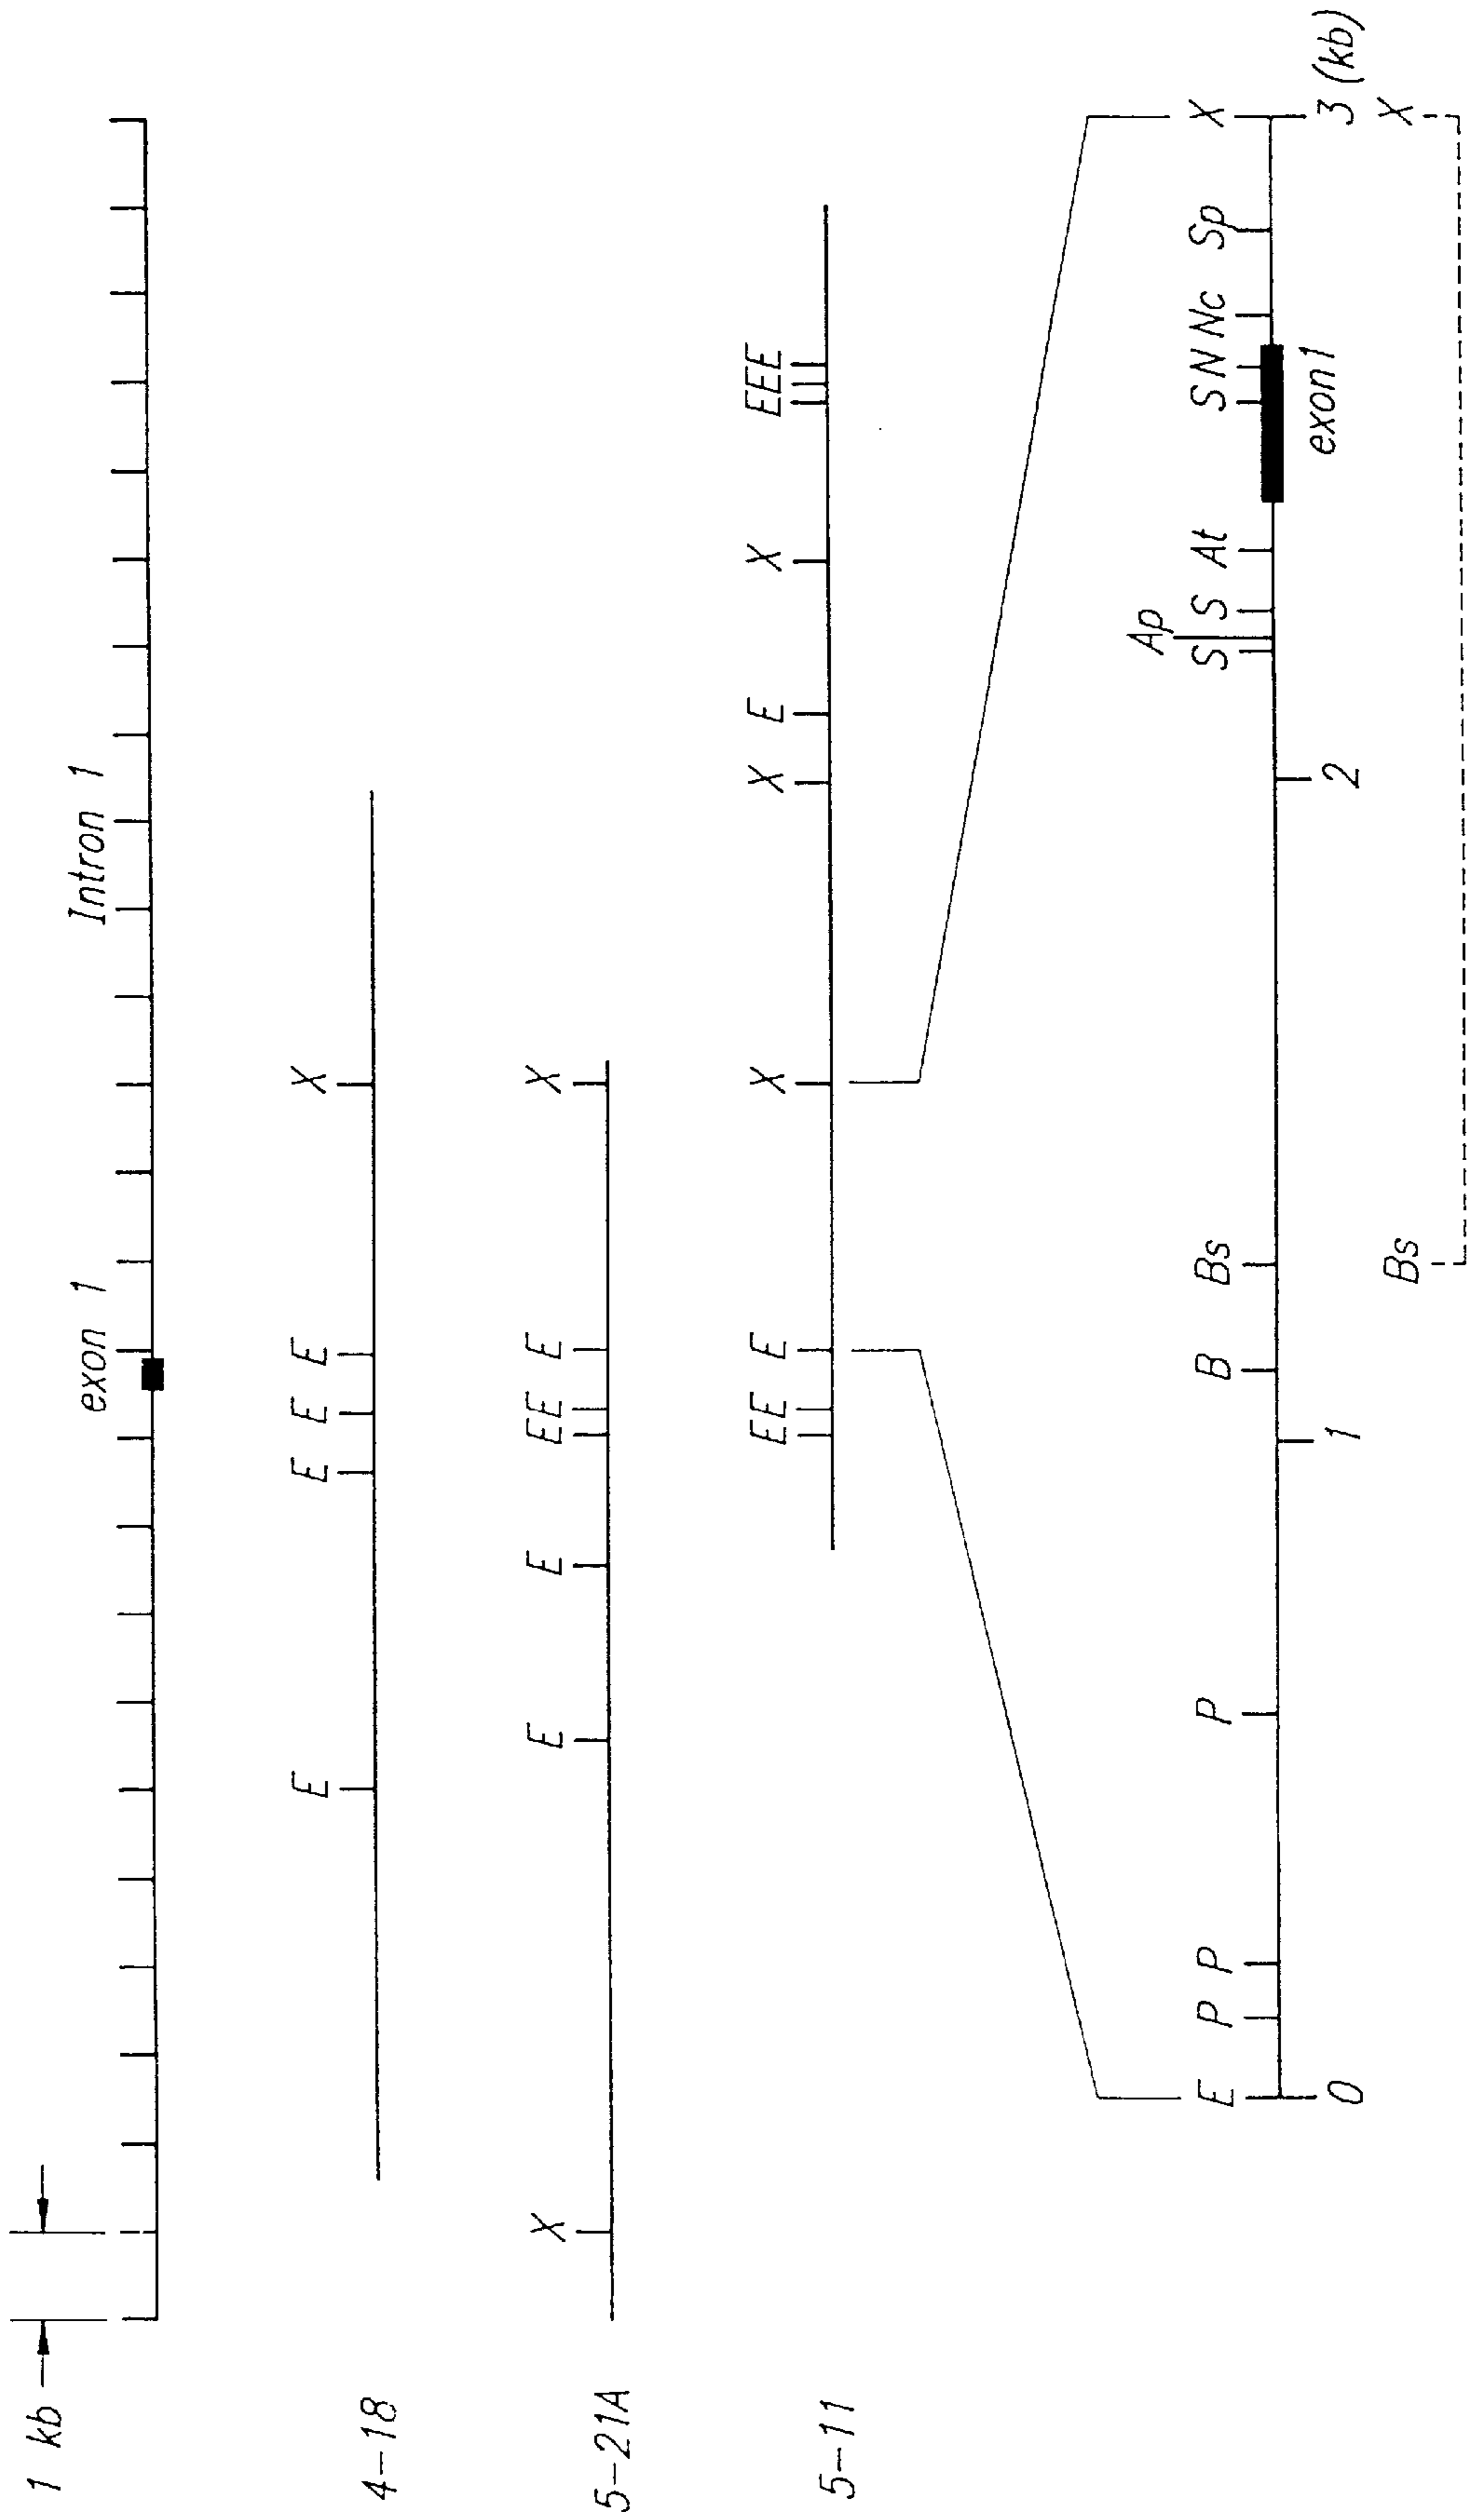 1 kb
exon 1 Intron 1
4-18
E E E E X
5-21A
X E E EE E X
5-11
EE E X X E X EEE
Ap
E P P P B Bs S S At S N Nc Sp X
0 1 2 exon1 3 (kb)
Bs X